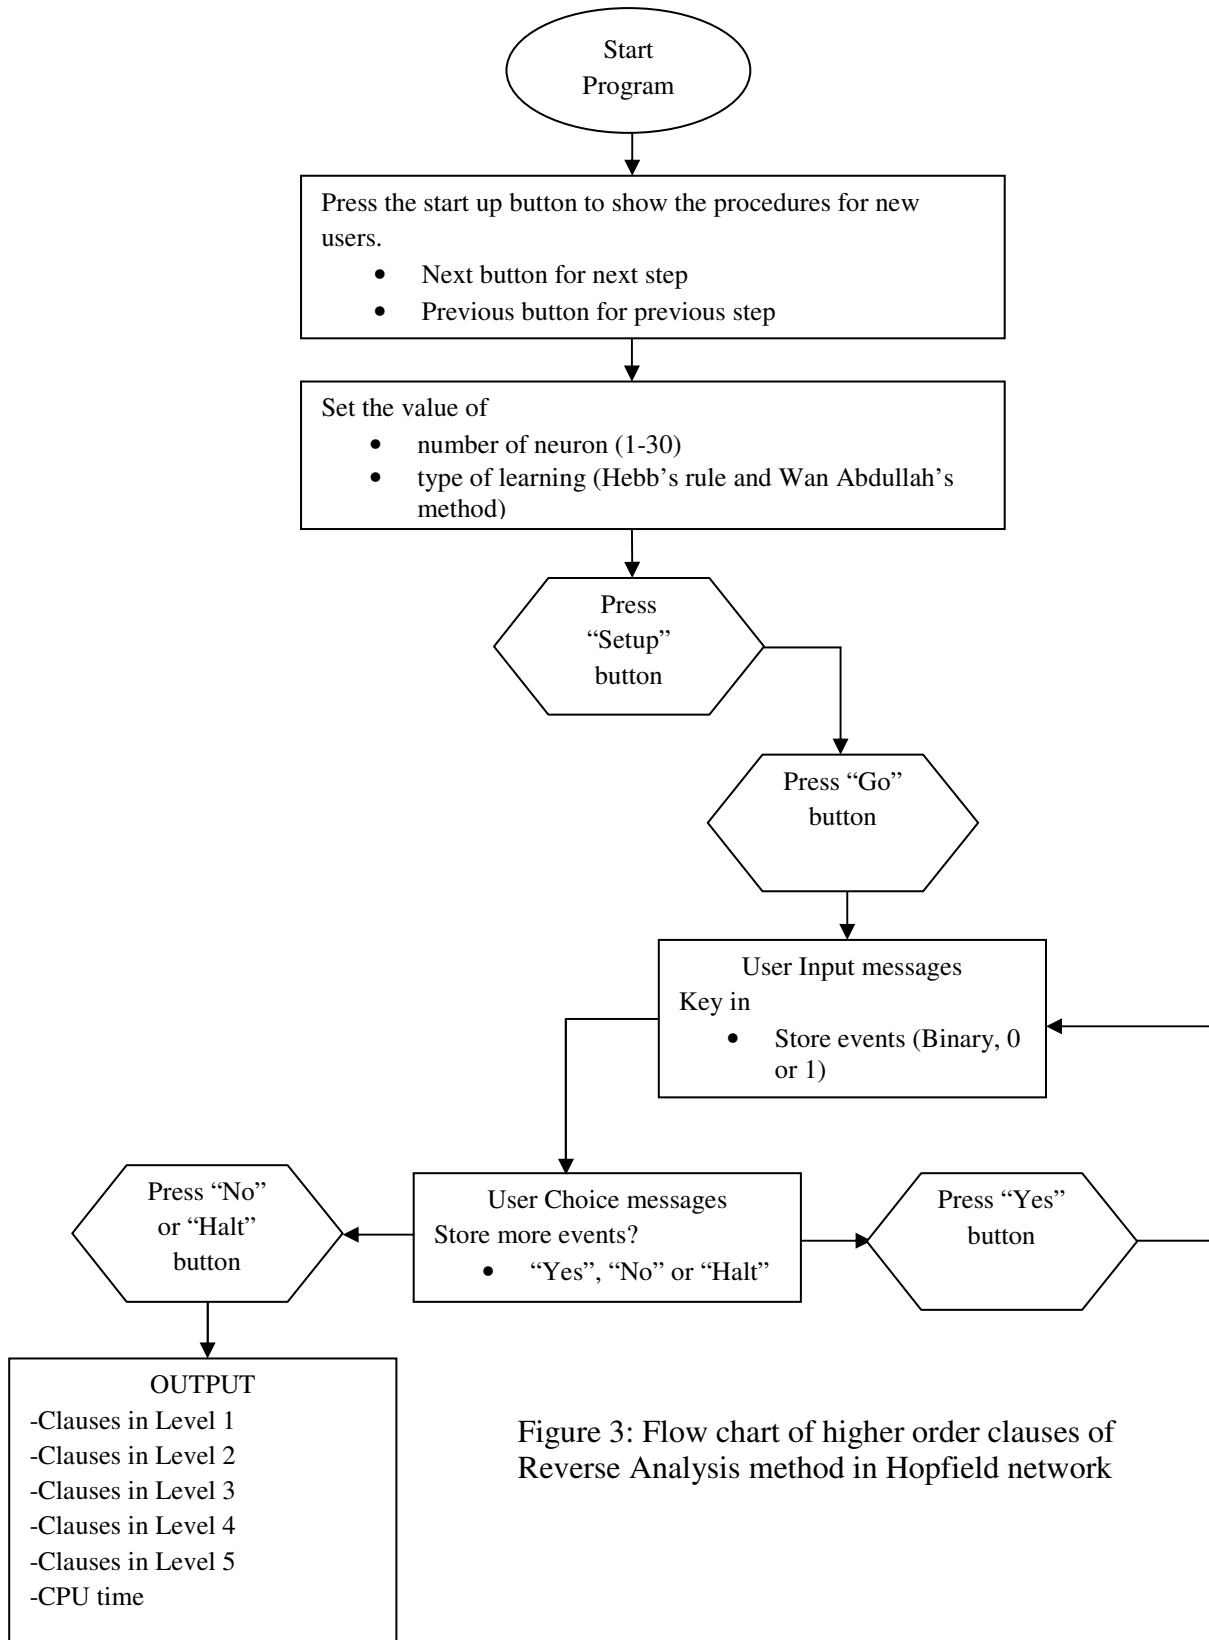 Start
Program
Press the start up button to show the procedures for new
users.
• Next button for next step
• Previous button for previous step
Set the value of
• number of neuron (1-30)
• type of learning (Hebb’s rule and Wan Abdullah’s
method)
Press
“Setup”
button
Press “Go”
button
User Input messages
Key in
• Store events (Binary, 0
or 1)
Press “No”
or “Halt”
button
User Choice messages
Store more events?
• “Yes”, “No” or “Halt”
Press “Yes”
button
OUTPUT
-Clauses in Level 1
-Clauses in Level 2
-Clauses in Level 3
-Clauses in Level 4
-Clauses in Level 5
-CPU time
Figure 3: Flow chart of higher order clauses of
Reverse Analysis method in Hopfield network